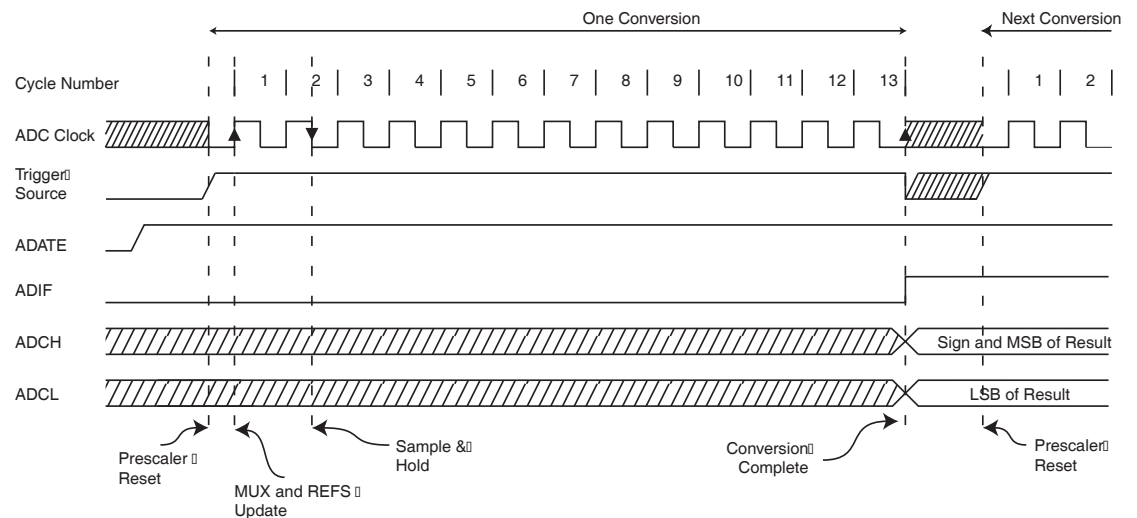 One Conversion
Next Conversion
Cycle Number
1 2 3 4 5 6 7 8 9 10 11 12 13 1 2
ADC Clock
Trigger
Source
ADATE
ADIF
ADCH
Sign and MSB of Result
ADCL
LSB of Result
Prescaler
Reset
MUX and REFS
Update
Sample &
Hold
Conversion
Complete
Prescaler
Reset